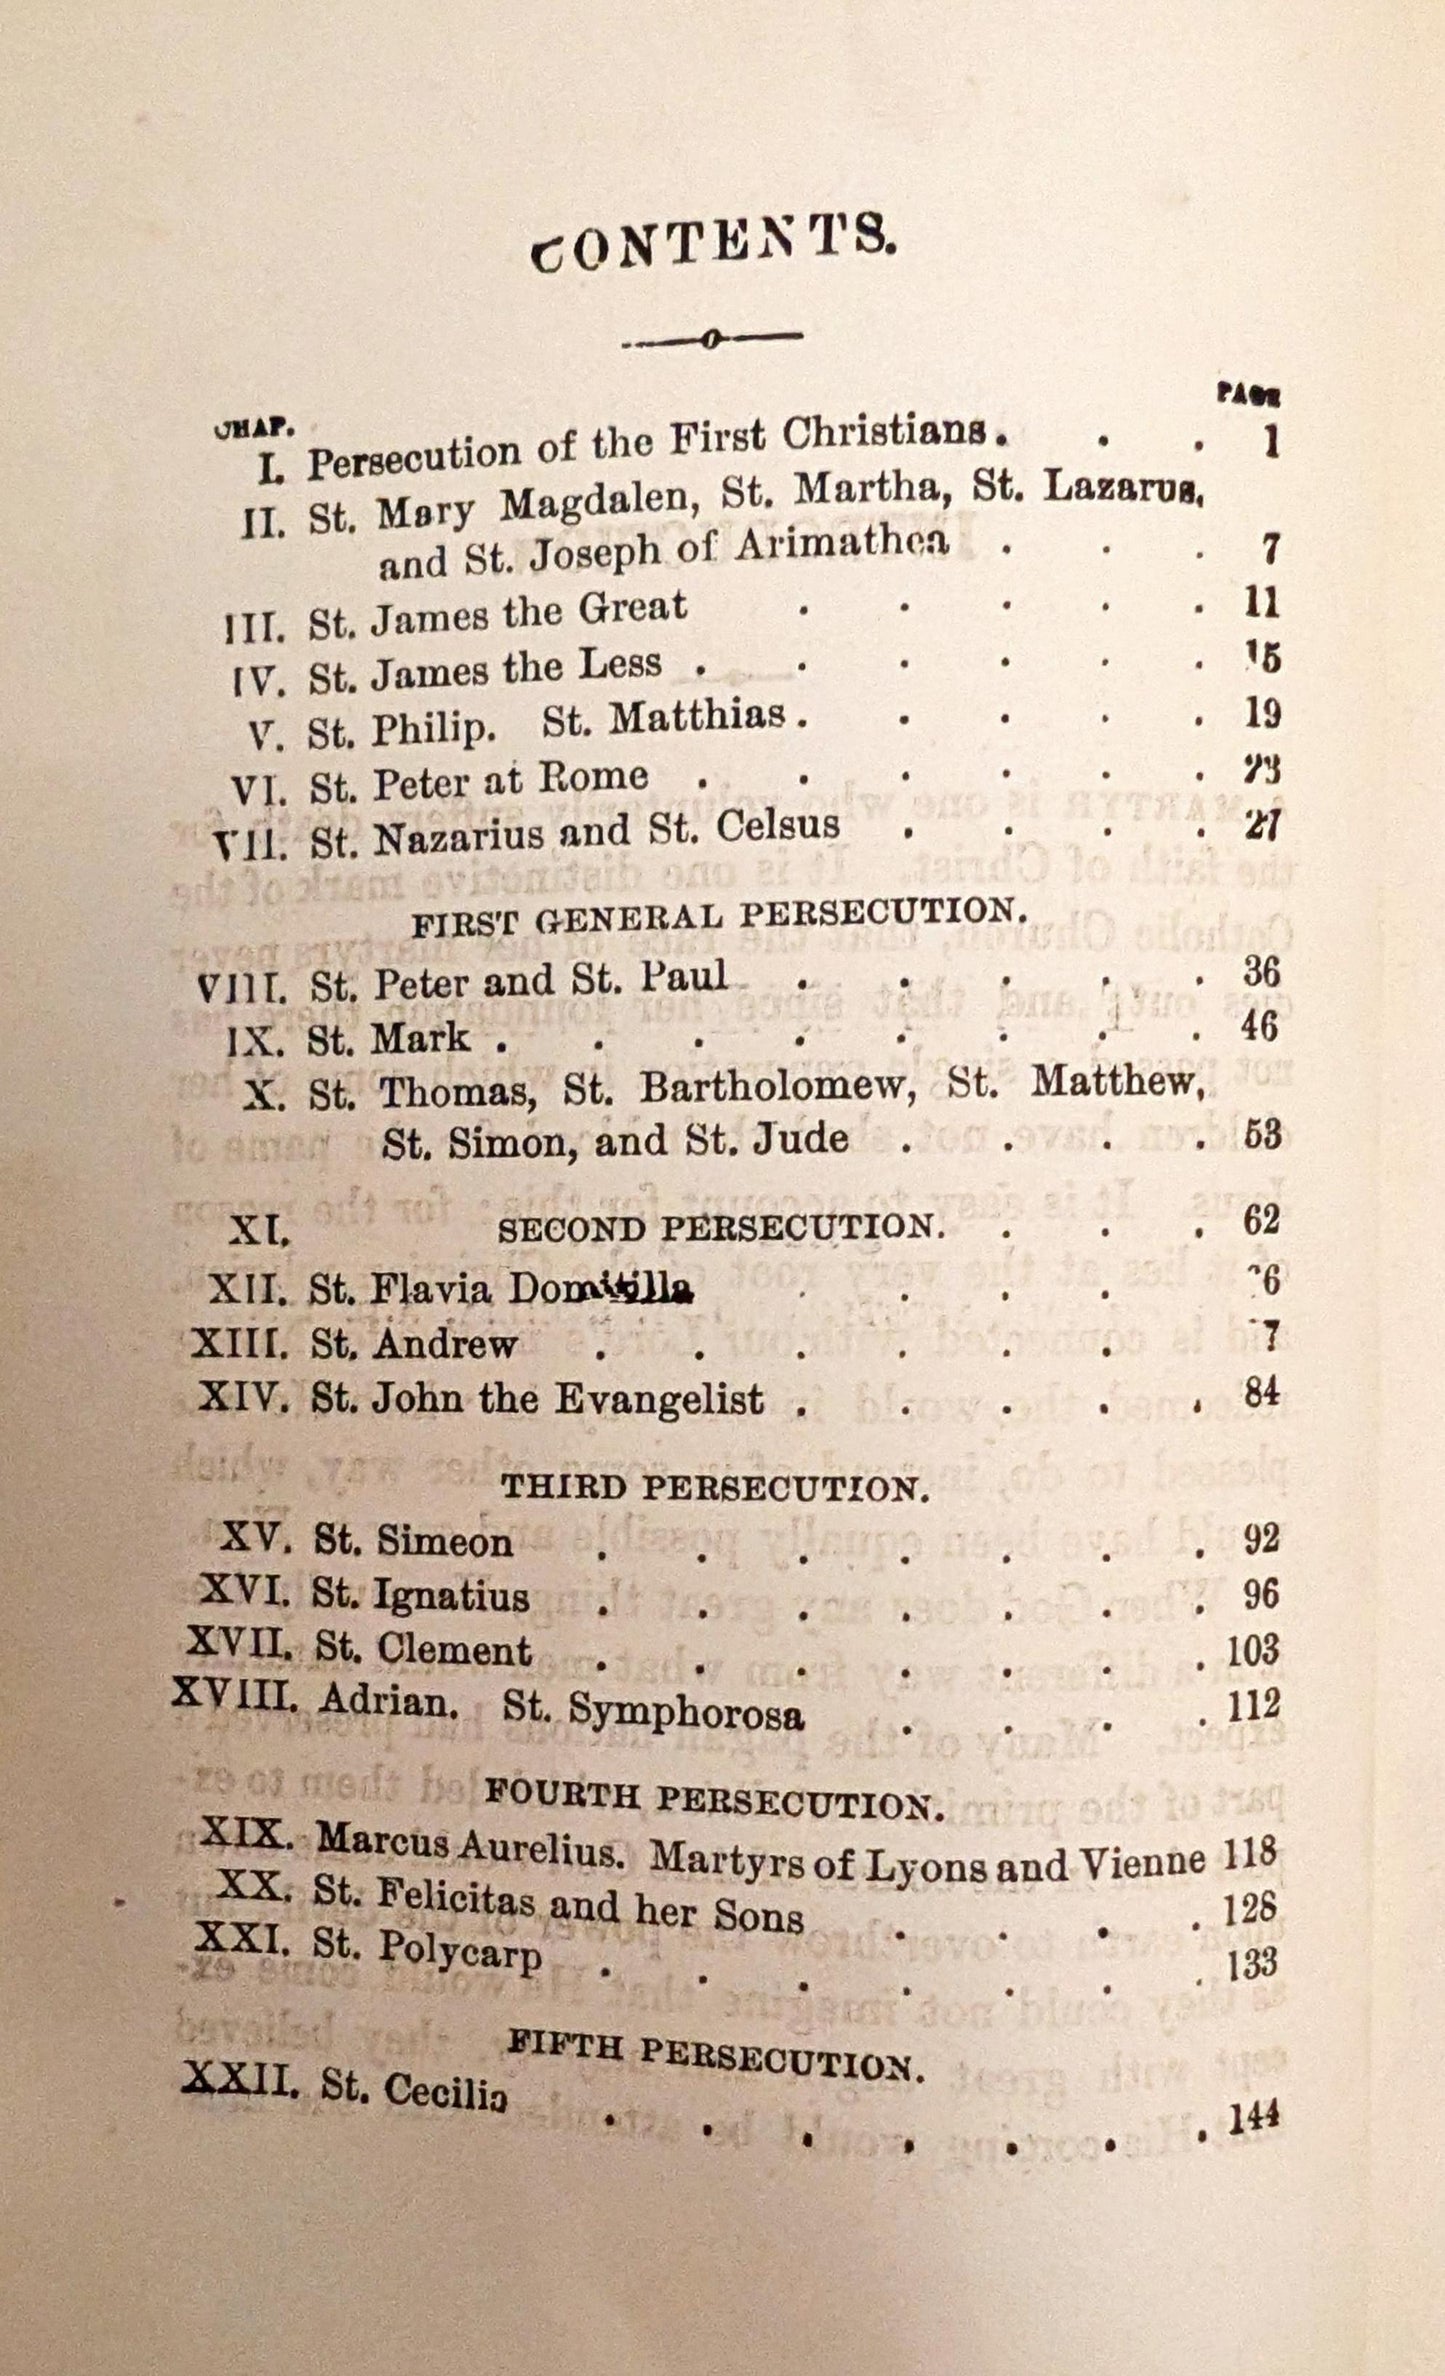 CONTENTS.
CHAP. PAGE
I. Persecution of the First Christians . . . 1
II. St. Mary Magdalen, St. Martha, St. Lazarus,
and St. Joseph of Arimathea . . . 7
III. St. James the Great . . . . . 11
IV. St. James the Less . . . . . . 15
V. St. Philip. St. Matthias . . . . . 19
VI. St. Peter at Rome . . . . . . 23
VII. St. Nazarius and St. Celsus . . . . 27
FIRST GENERAL PERSECUTION.
VIII. St. Peter and St. Paul . . . . . 36
IX. St. Mark . . . . . . . . 46
X. St. Thomas, St. Bartholomew, St. Matthew,
St. Simon, and St. Jude . . . . 53
XI. SECOND PERSECUTION. . . . 62
XII. St. Flavia Domitilla . . . . 6
XIII. St. Andrew . . . . . . 7
XIV. St. John the Evangelist . . . . . 84
THIRD PERSECUTION.
XV. St. Simeon . . . . . . . 92
XVI. St. Ignatius . . . . . . . 96
XVII. St. Clement . . . . . . . 103
XVIII. Adrian. St. Symphorosa . . . . 112
FOURTH PERSECUTION.
XIX. Marcus Aurelius. Martyrs of Lyons and Vienne 118
XX. St. Felicitas and her Sons . . . . 128
XXI. St. Polycarp . . . . . . . 133
FIFTH PERSECUTION.
XXII. St. Cecilia . . . . . . . 144